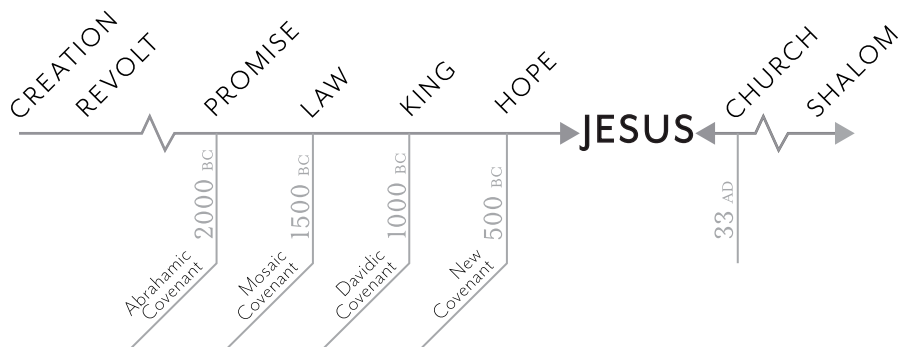 CREATION
REVOLT
PROMISE
LAW
KING
HOPE
JESUS
CHURCH
SHALOM
2000 BC
1500 BC
1000 BC
500 BC
33 AD
Abrahamic
Covenant
Mosaic
Covenant
Davidic
Covenant
New
Covenant